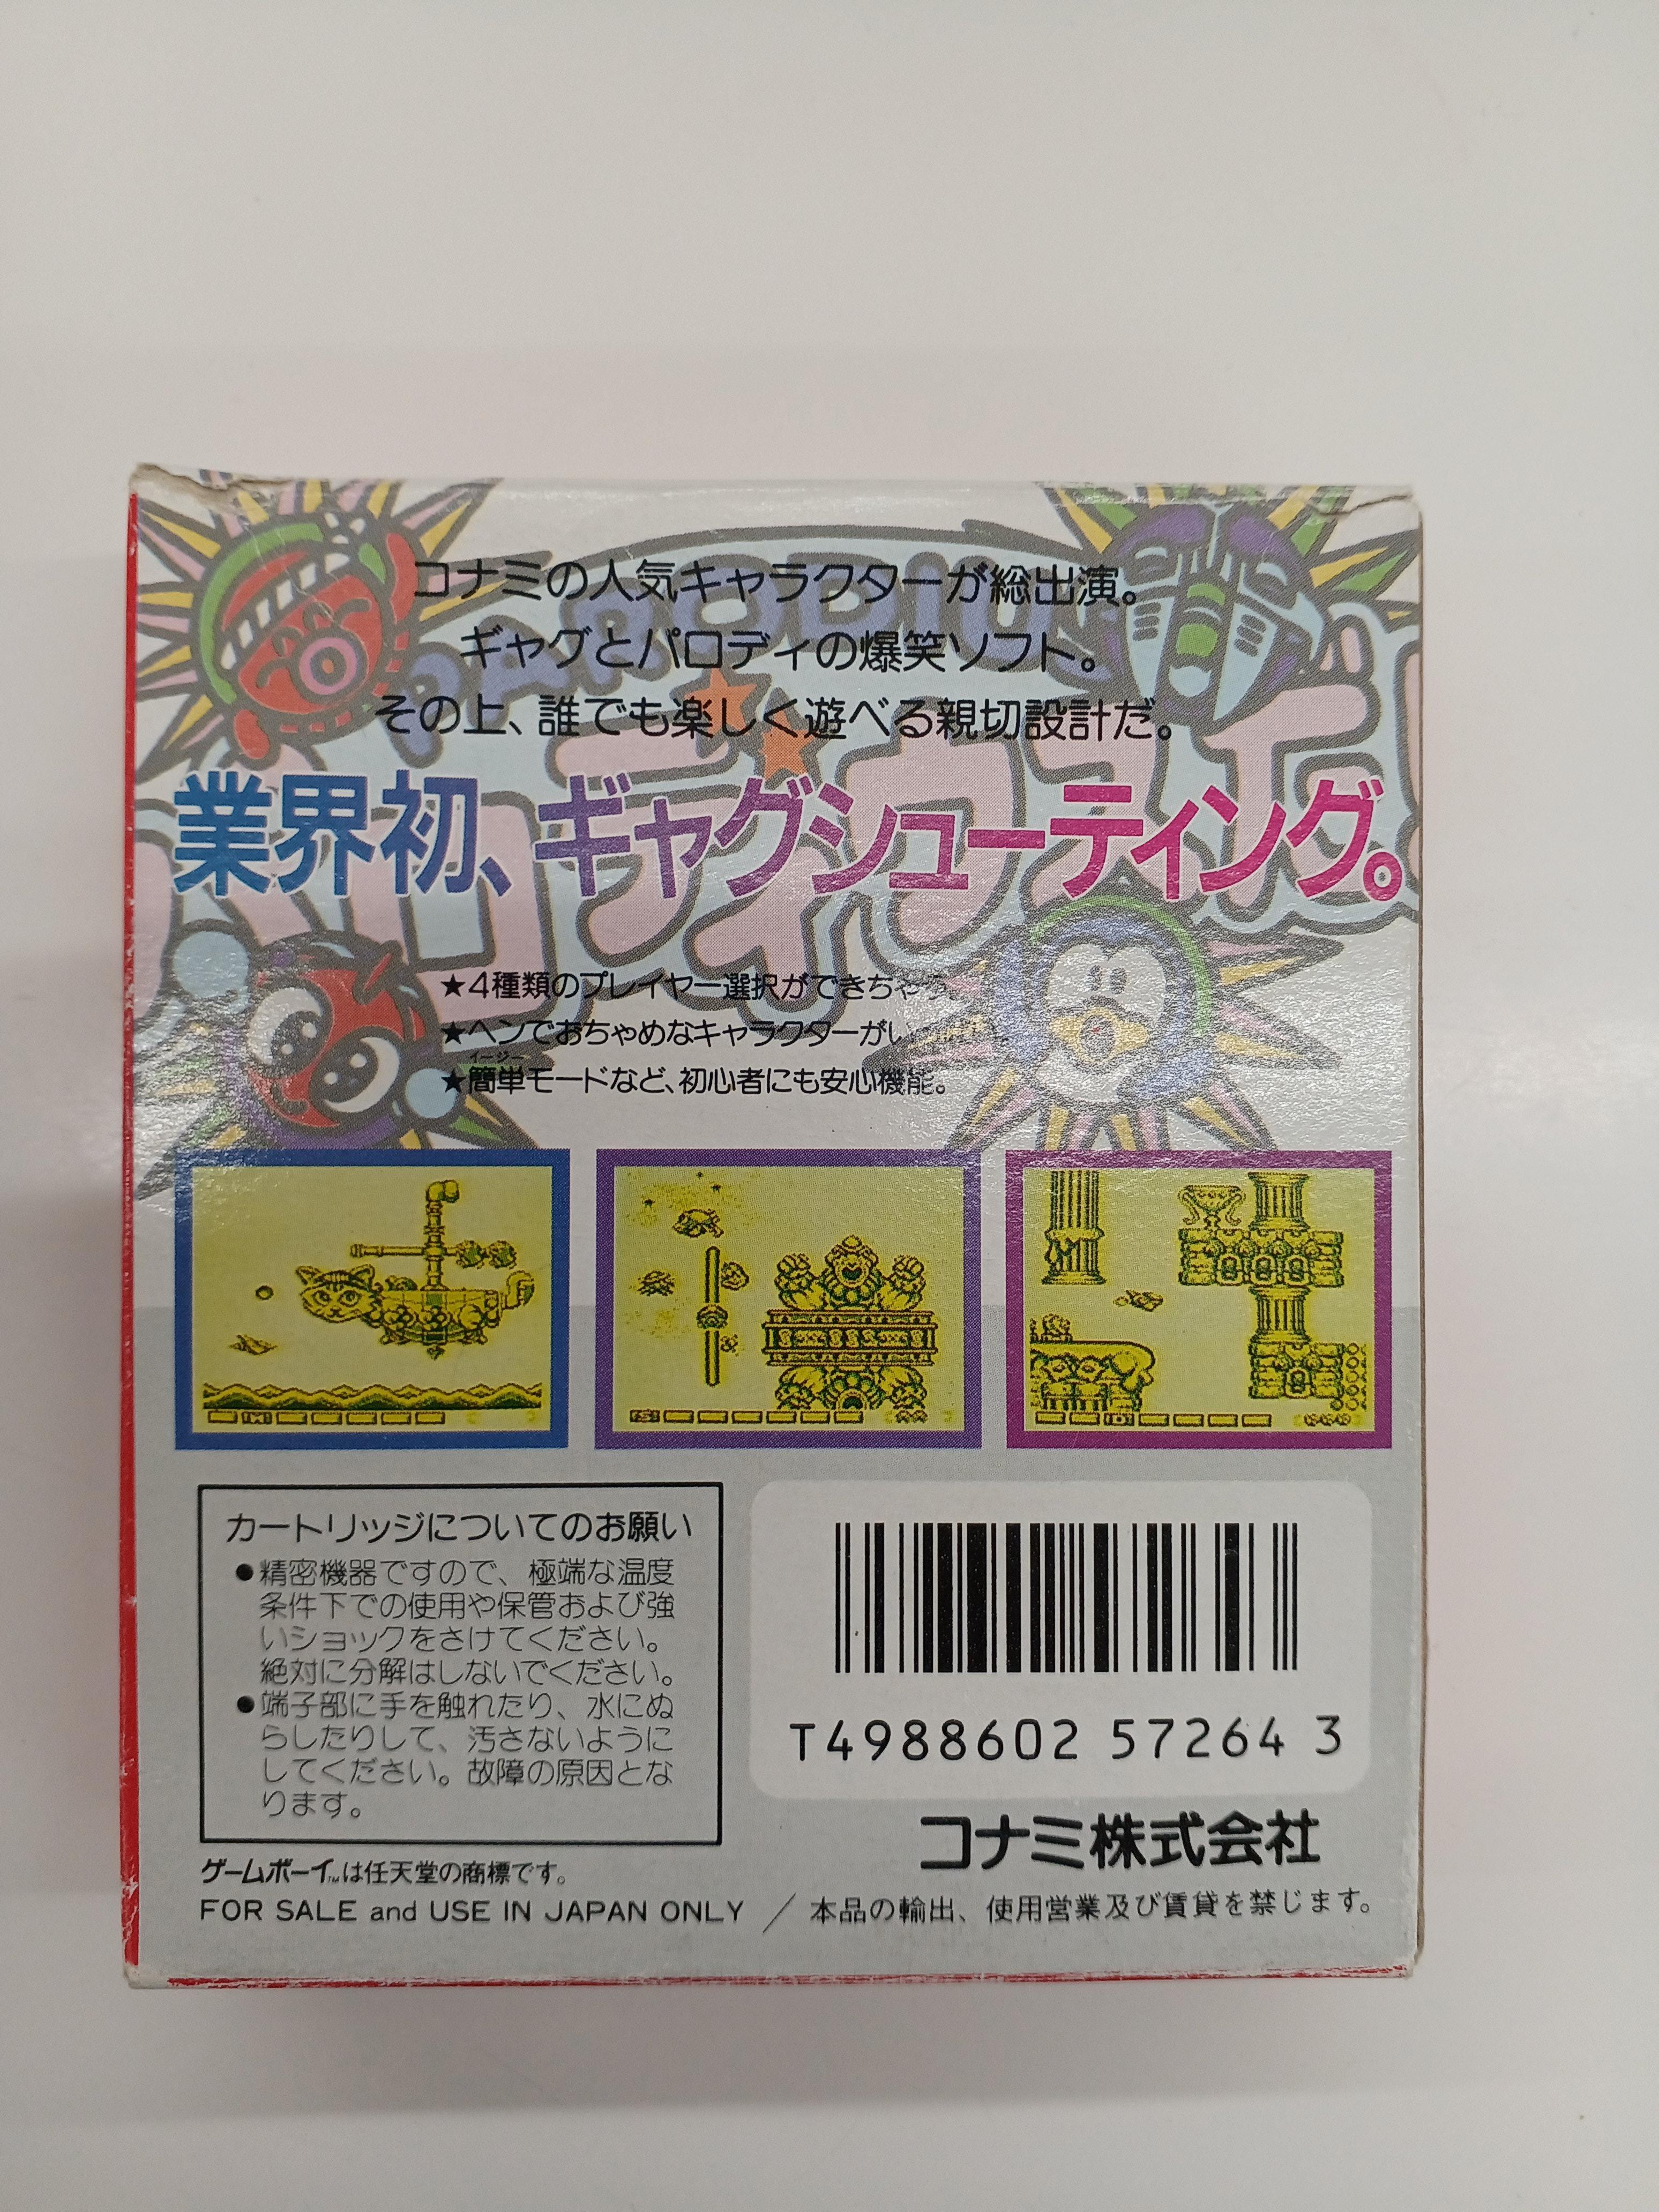 コナミの人気キャラクターが総出演。
ギャグとパロディの爆笑ソフト。
その上、誰でも楽しく遊べる親切設計だ。
PARODIUS
パロディウスだ
業界初、ギャグシューティング。
★4種類のプレイヤー選択ができちゃう。
★ヘンでおちゃめなキャラクターが
イージー
★簡単モードなど、初心者にも安心機能。
カートリッジについてのお願い
●精密機器ですので、極端な温度
条件下での使用や保管および強
いショックをさけてください。
絶対に分解はしないでください。
●端子部に手を触れたり、水にぬ
らしたりして、汚さないように
してください。故障の原因とな
ります。
T4988602 57264 3
コナミ株式会社
ゲームボーイ™は任天堂の商標です。
FOR SALE and USE IN JAPAN ONLY / 本品の輸出、使用営業及び賃貸を禁じます。